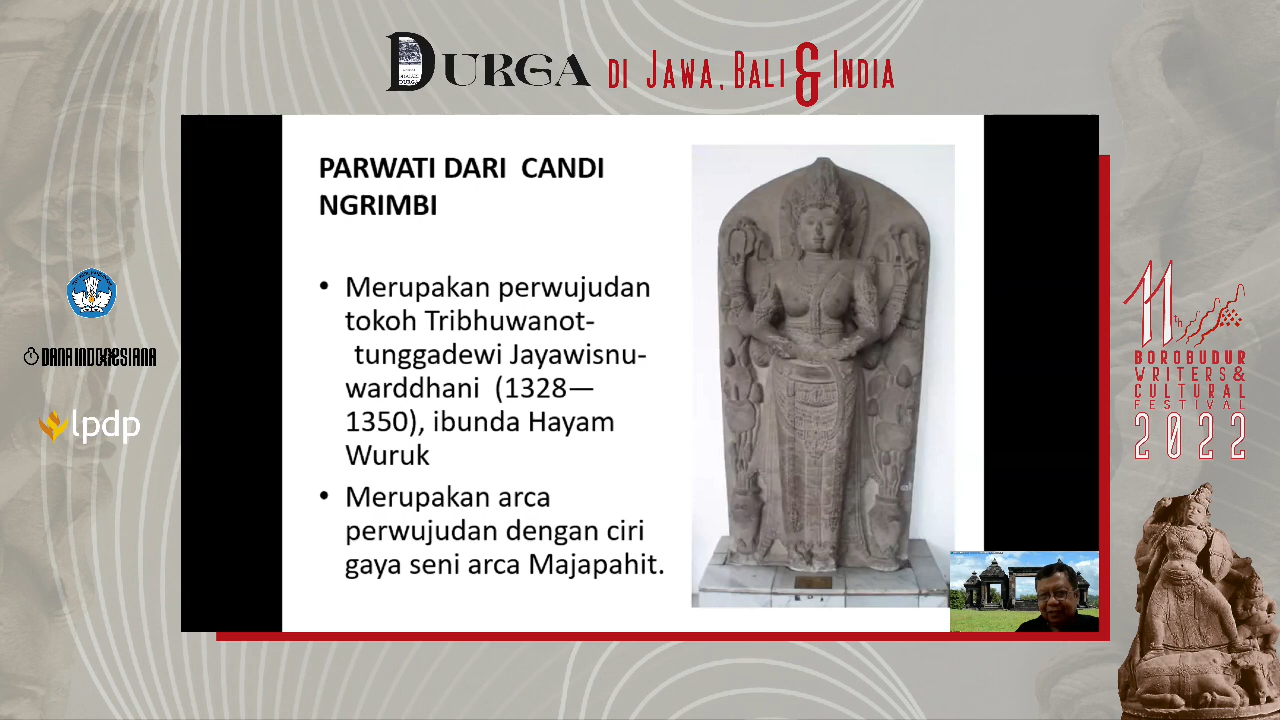 DURGA DI JAWA, BALI & INDIA
PARWATI DARI CANDI
NGRIMBI
• Merupakan perwujudan
tokoh Tribhuwanot-
tunggadewi Jayawisnu-
warddhani (1328—
1350), ibunda Hayam
Wuruk
• Merupakan arca
perwujudan dengan ciri
gaya seni arca Majapahit.
DANA INDONESIANA
lpdp
11th
BOROBUDUR
WRITERS &
CULTURAL
FESTIVAL
2022